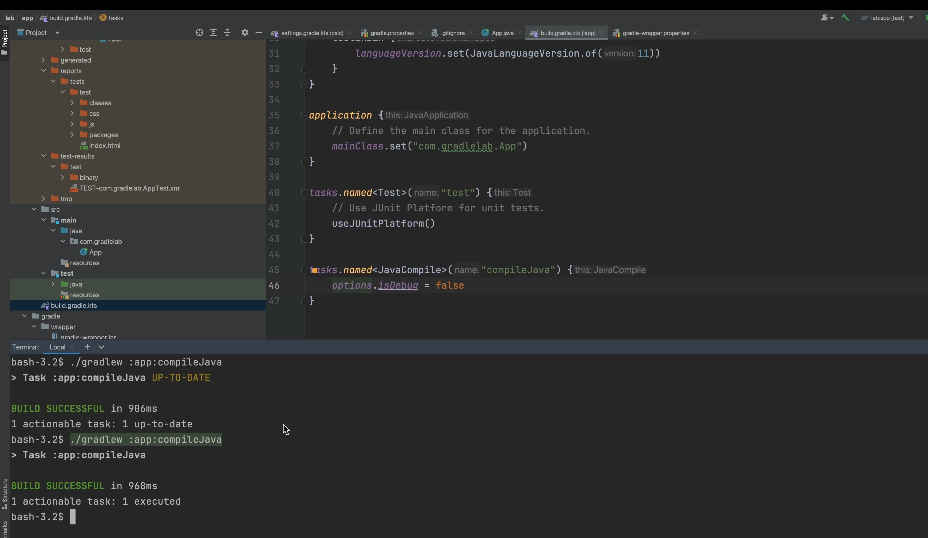 lab app build.gradle.kts tasks lab:app [test]
Project
settings.gradle.kts gradle.properties .gitignore App.java build.gradle.kts gradle-wrapper.properties
test
generated
reports
tests
test
classes
css
js
packages
index.html
test-results
test
binary
TEST-com.gradlelab.AppTest.xml
tmp
src
main
java
com.gradlelab
App
resources
test
java
resources
build.gradle.kts
gradle
wrapper
gradle-wrapper.jar
31 languageVersion.set(JavaLanguageVersion.of( version: 11))
32 }
33 }
34
35 application { this: JavaApplication
36 // Define the main class for the application.
37 mainClass.set("com.gradlelab.App")
38 }
39
40 tasks.named<Test>( name: "test") { this: Test
41 // Use JUnit Platform for unit tests.
42 useJUnitPlatform()
43 }
44
45 tasks.named<JavaCompile>( name: "compileJava") { this: JavaCompile
46 options.isDebug = false
47 }
Terminal: Local
bash-3.2$ ./gradlew :app:compileJava
> Task :app:compileJava UP-TO-DATE
BUILD SUCCESSFUL in 906ms
1 actionable task: 1 up-to-date
bash-3.2$ ./gradlew :app:compileJava
> Task :app:compileJava
BUILD SUCCESSFUL in 968ms
1 actionable task: 1 executed
bash-3.2$
Project
Structure